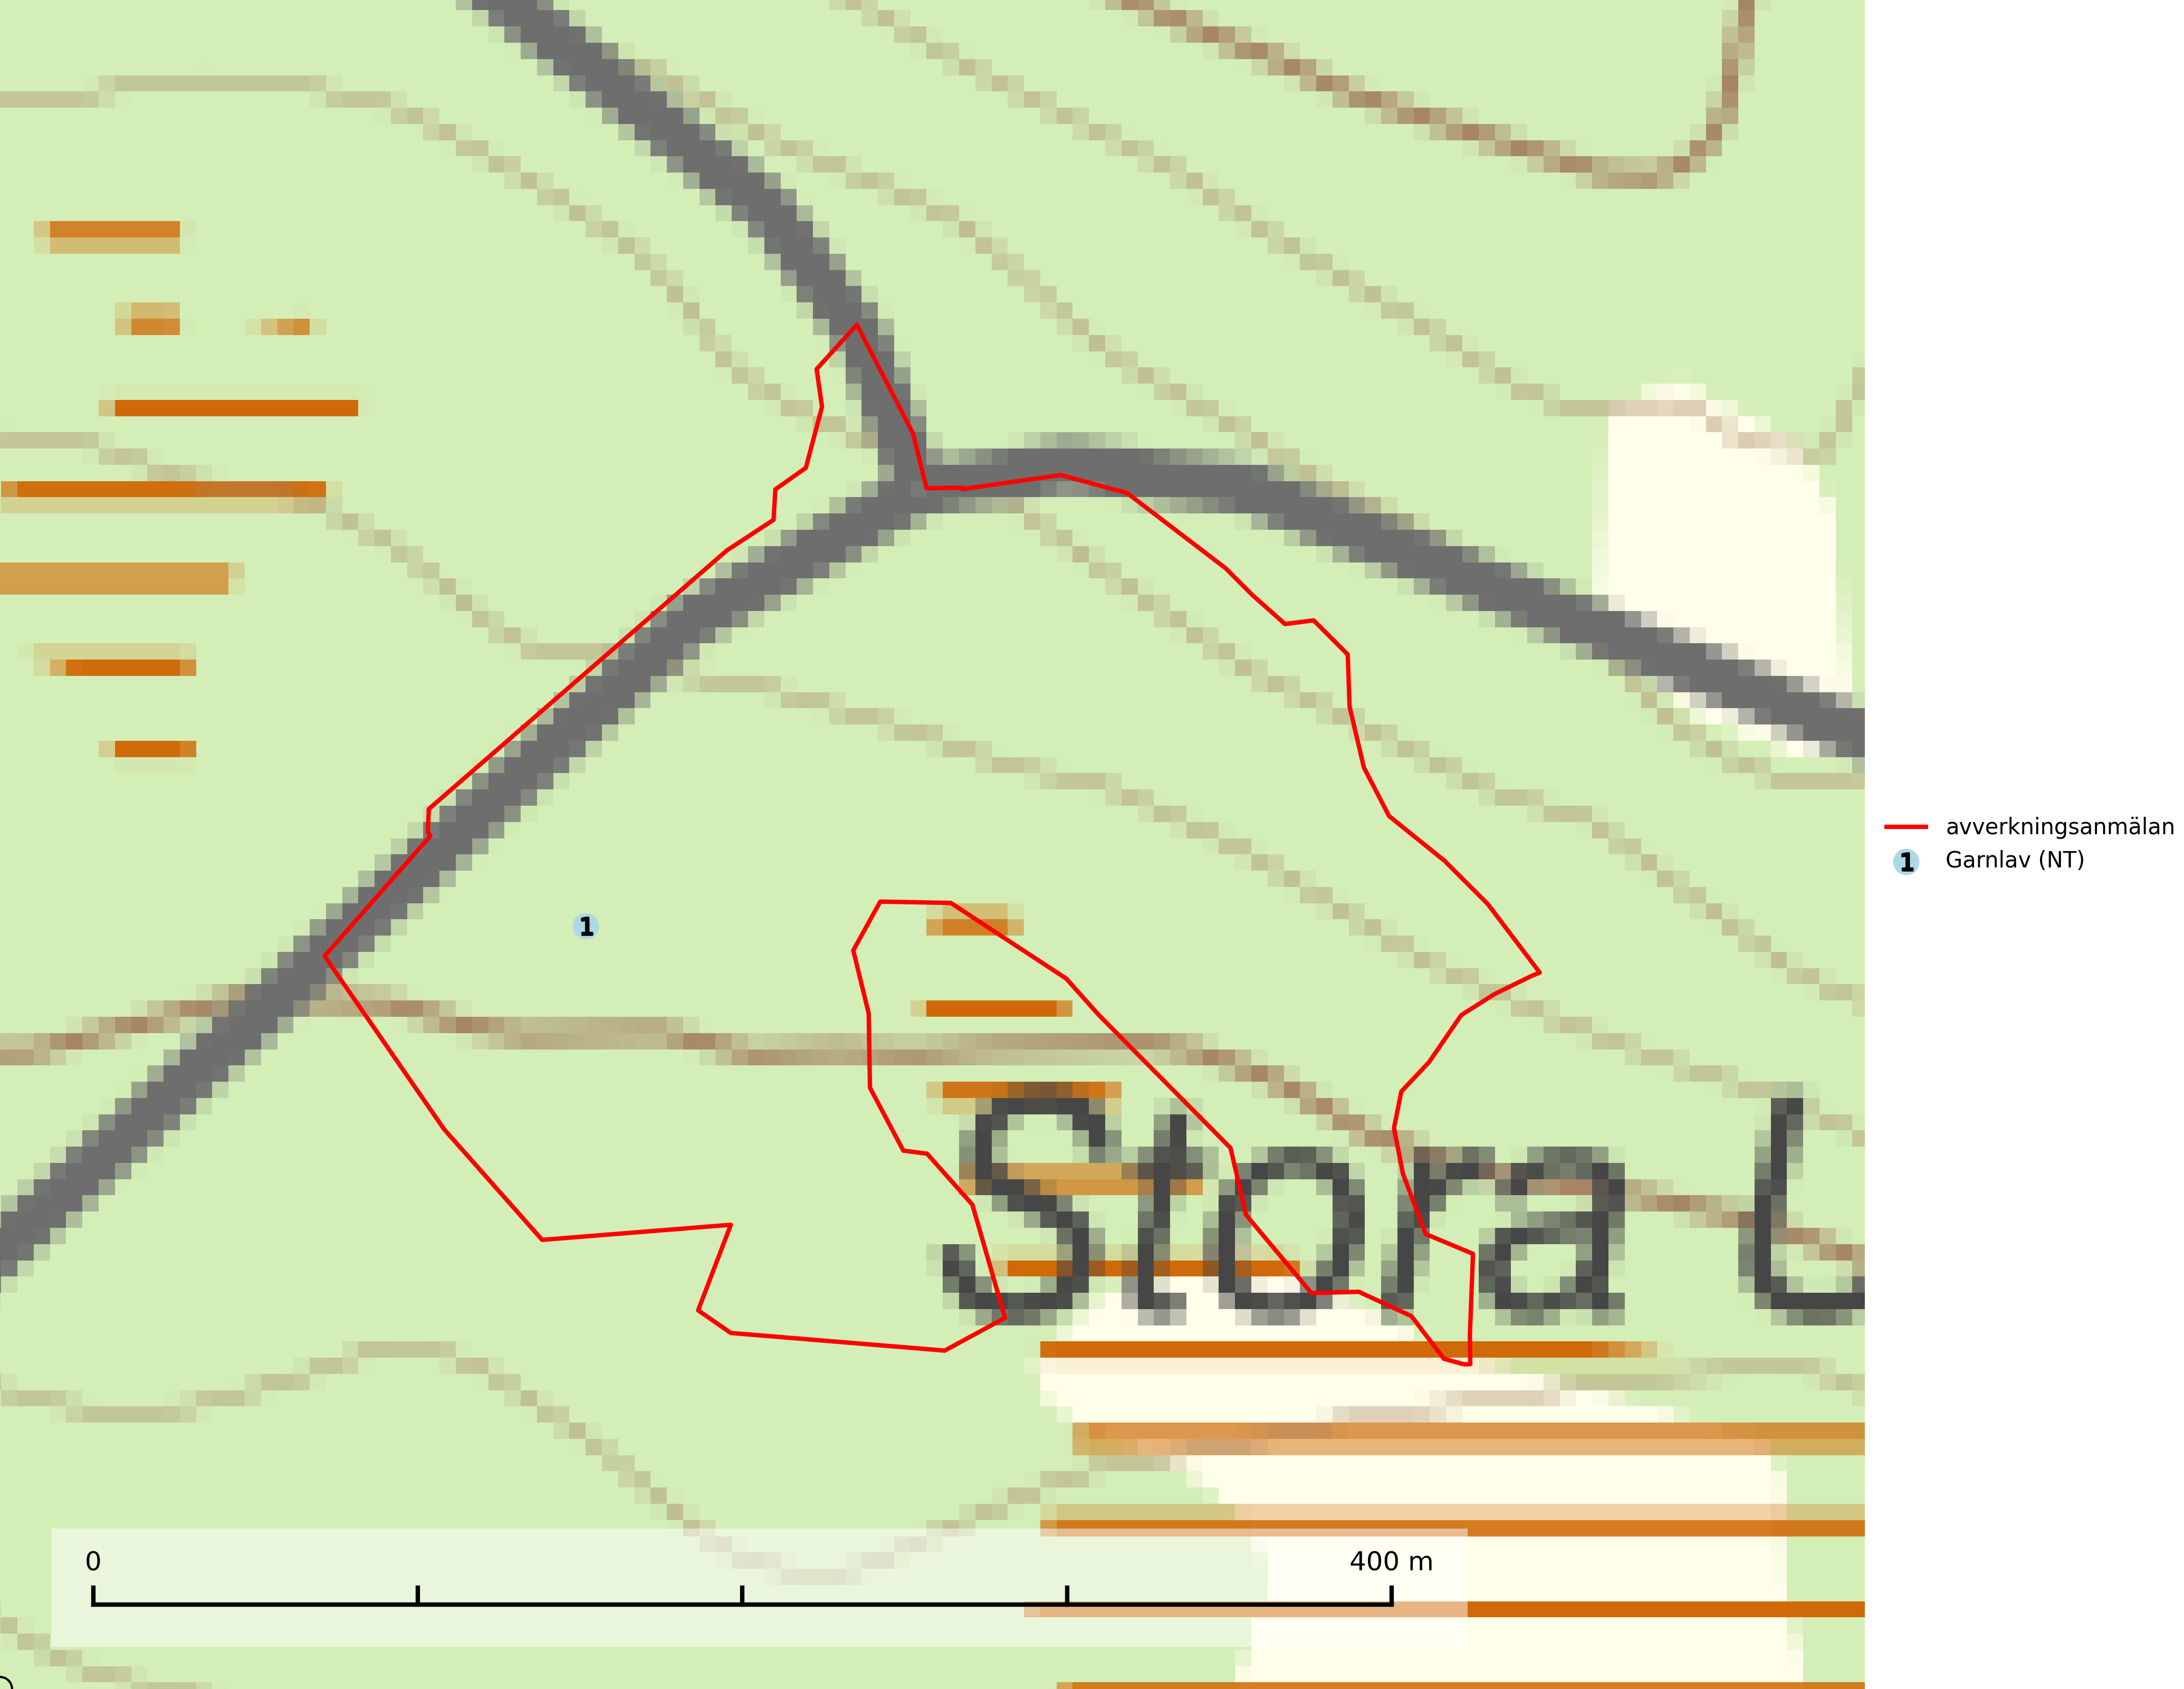 avverkningsanmälan
1 Garnlav (NT)
1
Stora L
0 400 m